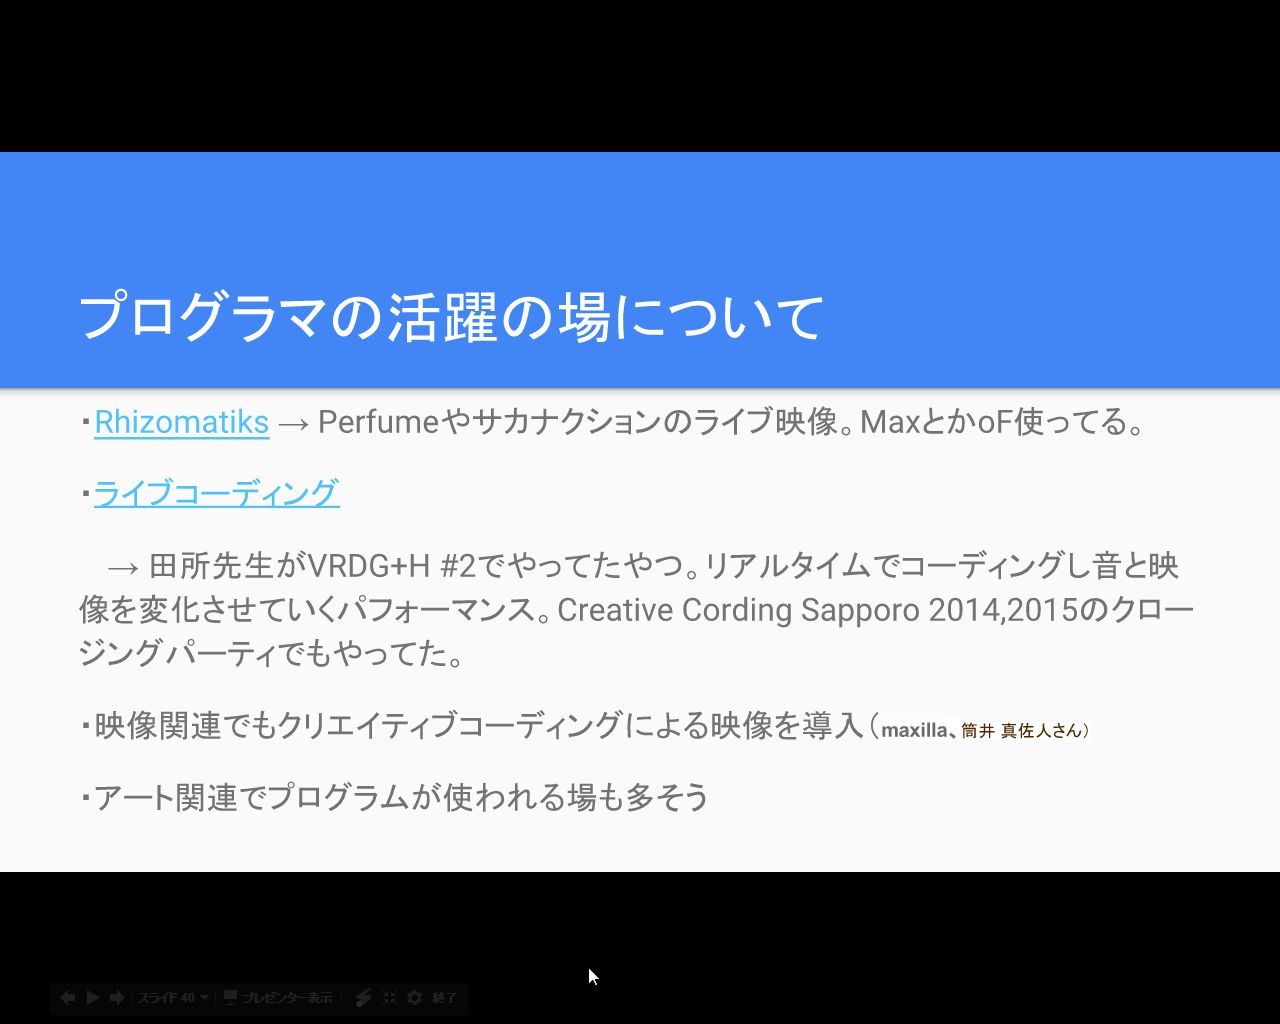 プログラマの活躍の場について
・Rhizomatiks → Perfumeやサカナクションのライブ映像。MaxとかoF使ってる。
・ライブコーディング
→ 田所先生がVRDG+H #2でやってたやつ。リアルタイムでコーディングし音と映
像を変化させていくパフォーマンス。Creative Cording Sapporo 2014,2015のクロー
ジングパーティでもやってた。
・映像関連でもクリエイティブコーディングによる映像を導入（maxilla、筒井 真佐人さん）
・アート関連でプログラムが使われる場も多そう
スライド 40 プレゼンター表示 終了